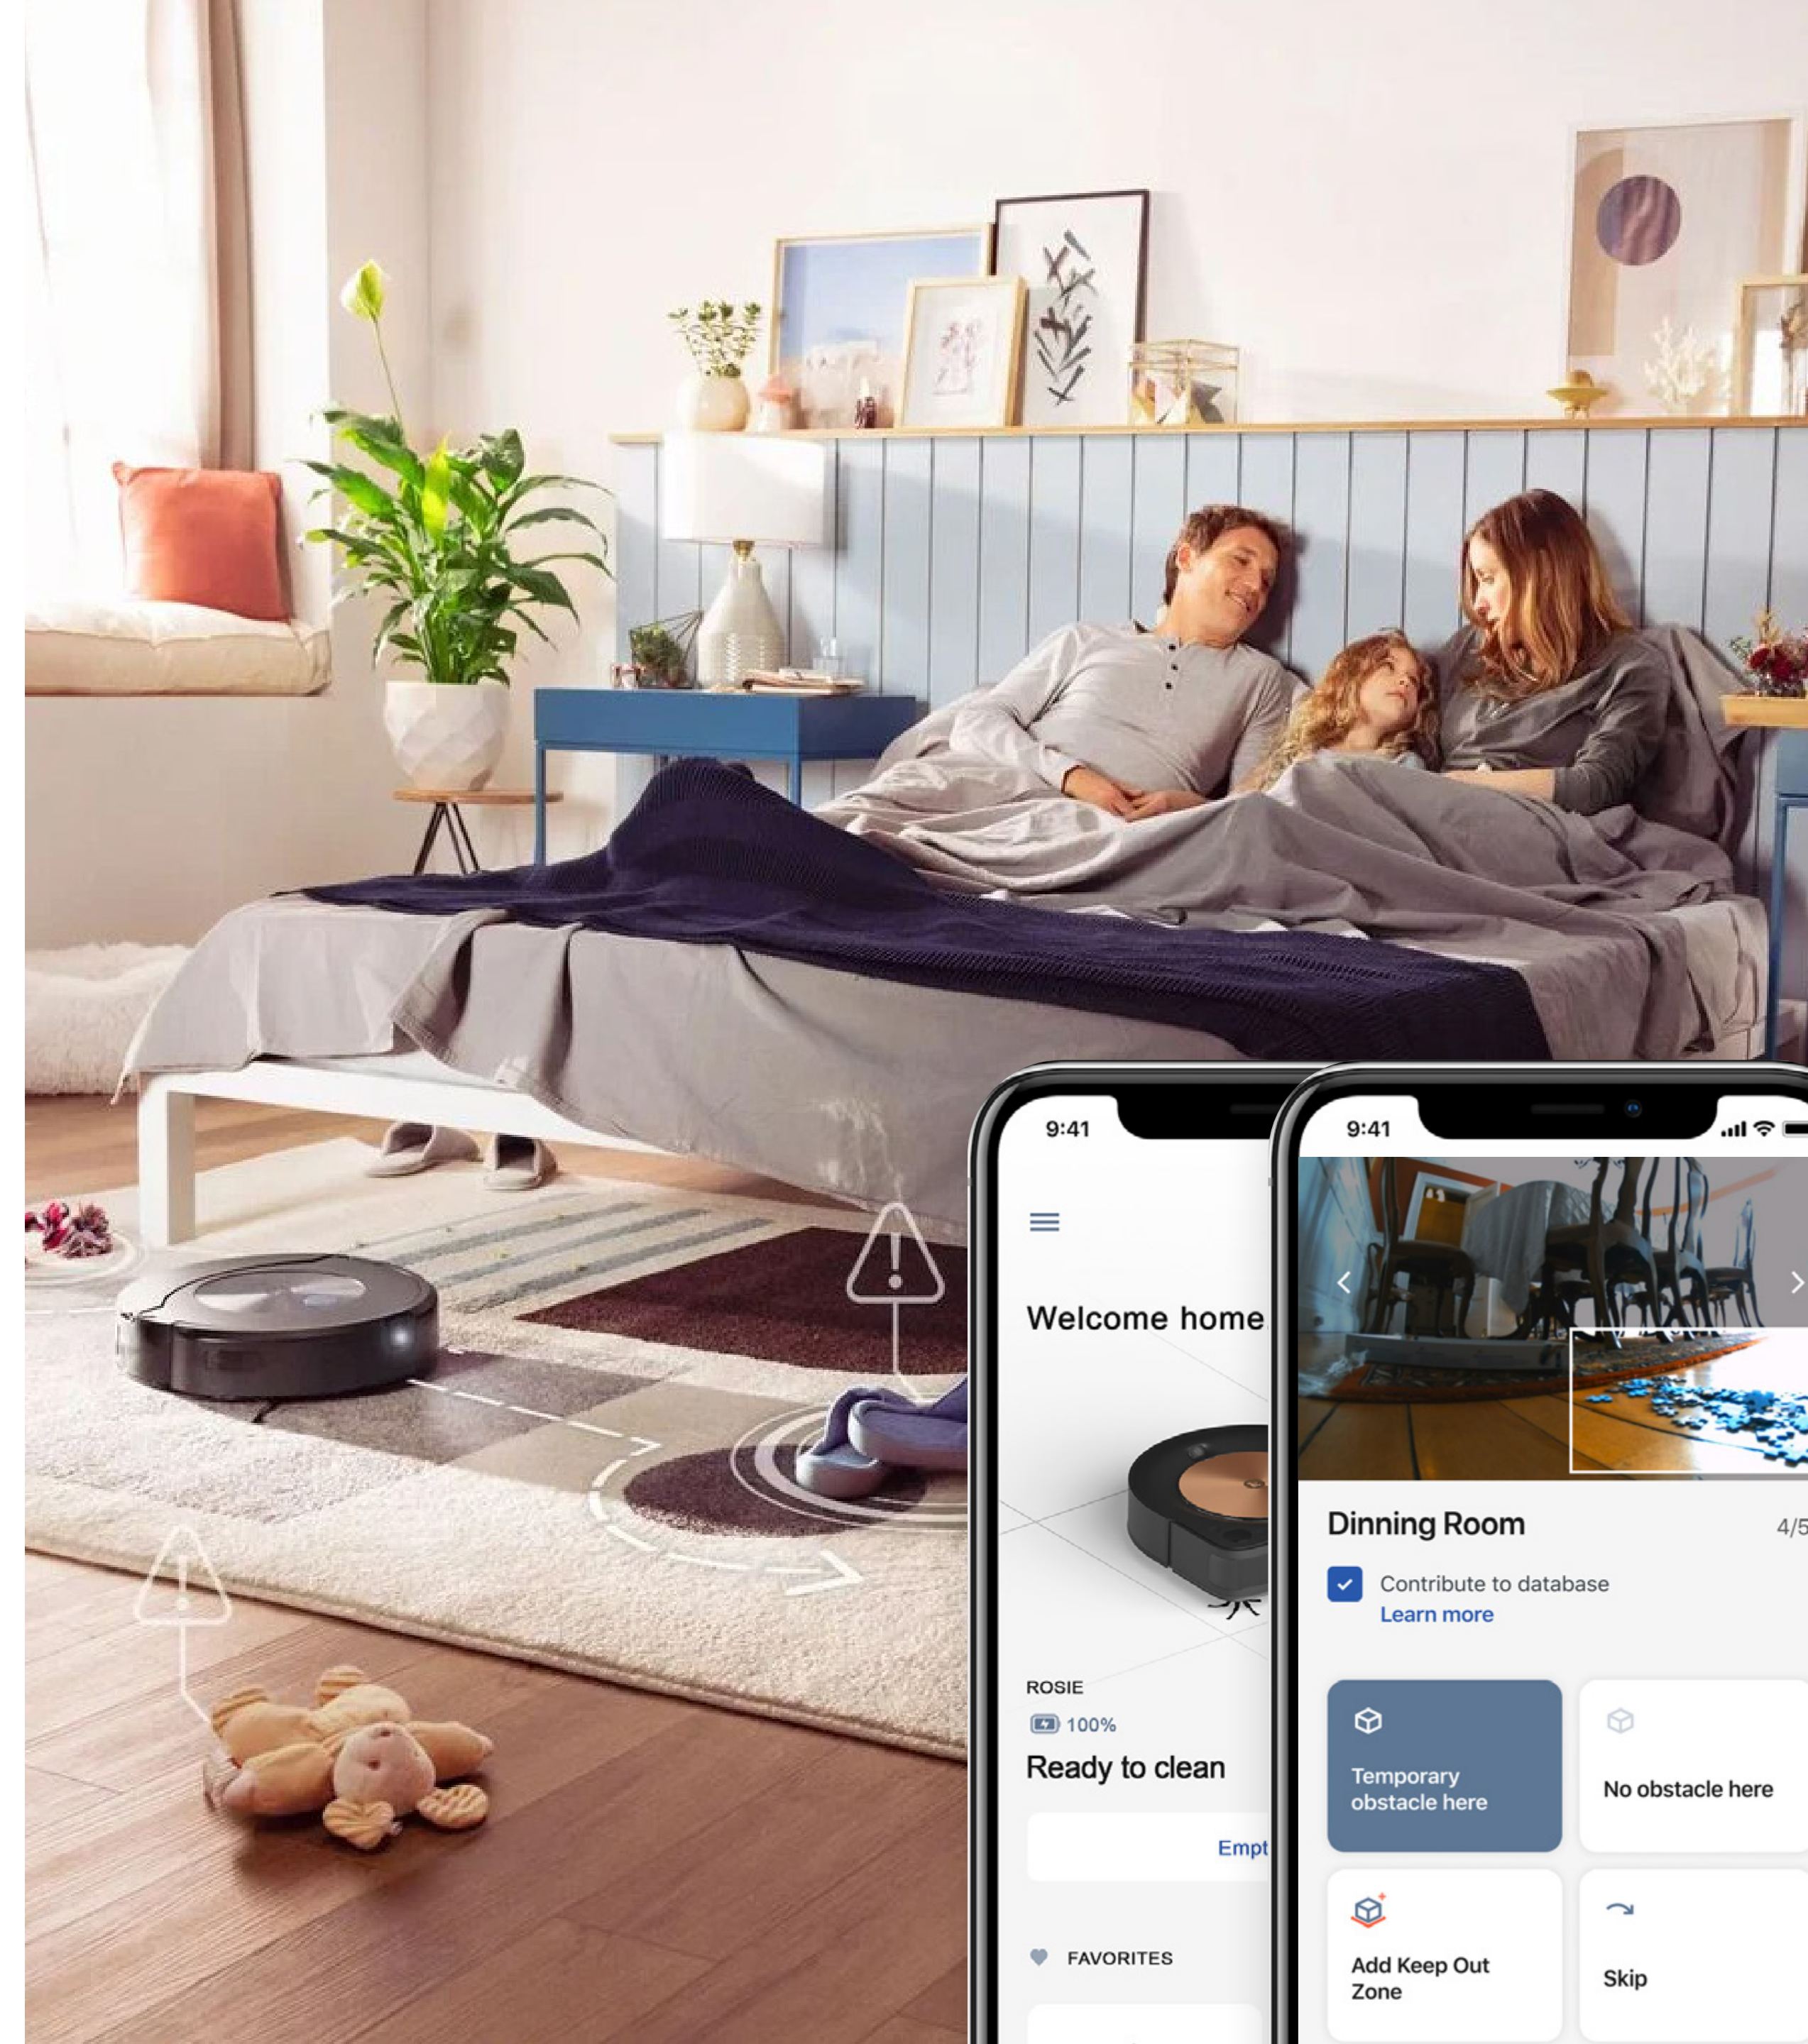 9:41
Welcome home
ROSIE
100%
Ready to clean
Empt
FAVORITES
9:41
Dinning Room
4/5
Contribute to database
Learn more
Temporary
obstacle here
No obstacle here
Add Keep Out
Zone
Skip